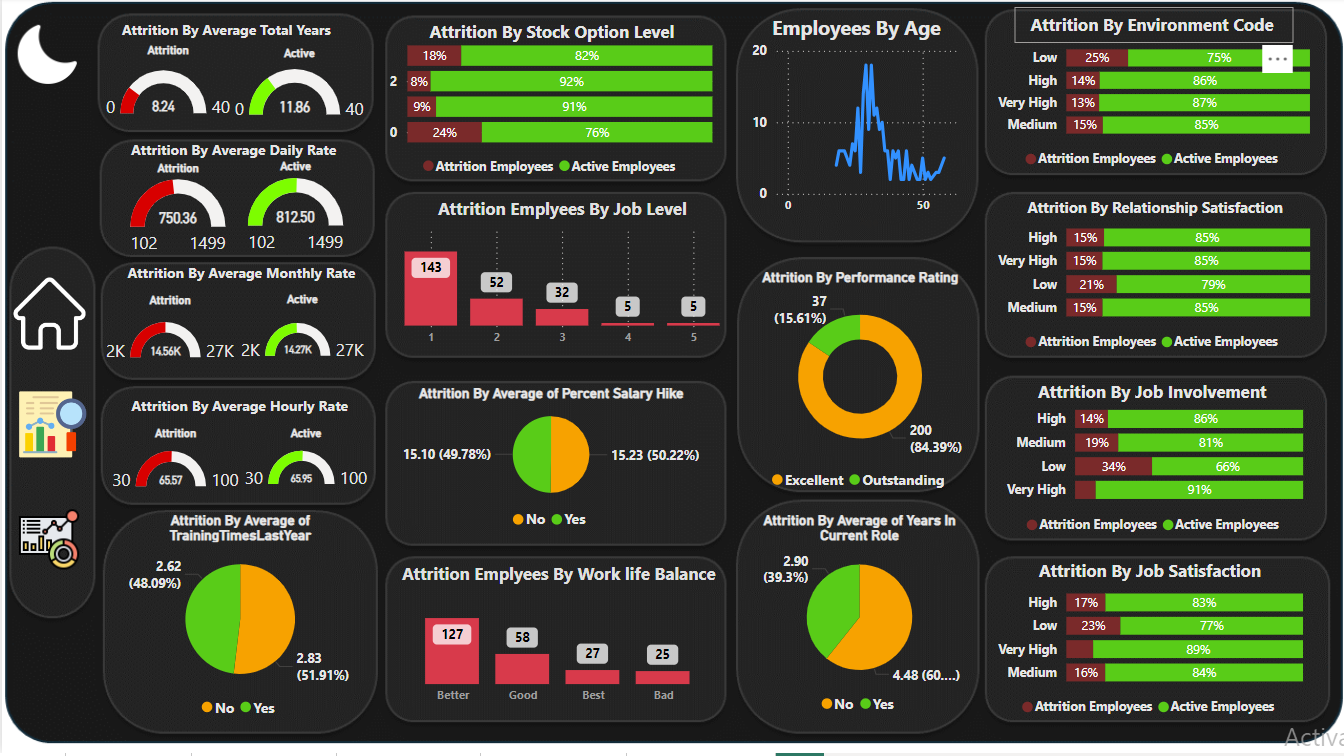 Attrition By Average Total Years
Attrition
Active
8.24
0
40
11.86
0
40
Attrition By Average Daily Rate
Attrition
Active
750.36
102
1499
812.50
102
1499
Attrition By Average Monthly Rate
Attrition
Active
14.56K
2K
27K
14.27K
2K
27K
Attrition By Average Hourly Rate
Attrition
Active
65.57
30
100
65.95
30
100
Attrition By Average of
TrainingTimesLastYear
2.62
(48.09%)
2.83
(51.91%)
No
Yes
Attrition By Stock Option Level
18%
82%
2
8%
92%
9%
91%
0
24%
76%
Attrition Employees
Active Employees
Attrition Emplyees By Job Level
143
52
32
5
5
1
2
3
4
5
Attrition By Average of Percent Salary Hike
15.10 (49.78%)
15.23 (50.22%)
No
Yes
Attrition Emplyees By Work life Balance
127
58
27
25
Better
Good
Best
Bad
Employees By Age
20
10
0
0
50
Attrition By Performance Rating
37
(15.61%)
200
(84.39%)
Excellent
Outstanding
Attrition By Average of Years In
Current Role
2.90
(39.3%)
4.48 (60....)
No
Yes
Attrition By Environment Code
Low
25%
75%
...
High
14%
86%
Very High
13%
87%
Medium
15%
85%
Attrition Employees
Active Employees
Attrition By Relationship Satisfaction
High
15%
85%
Very High
15%
85%
Low
21%
79%
Medium
15%
85%
Attrition Employees
Active Employees
Attrition By Job Involvement
High
14%
86%
Medium
19%
81%
Low
34%
66%
Very High
91%
Attrition Employees
Active Employees
Attrition By Job Satisfaction
High
17%
83%
Low
23%
77%
Very High
89%
Medium
16%
84%
Attrition Employees
Active Employees